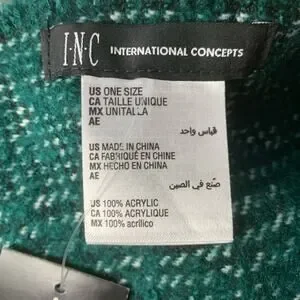 I·N·C INTERNATIONAL CONCEPTS
US ONE SIZE
CA TAILLE UNIQUE
MX UNITALLA
AE
قياس واحد
US MADE IN CHINA
CA FABRIQUÉ EN CHINE
MX HECHO EN CHINA
AE
صنع في الصين
US 100% ACRYLIC
CA 100% ACRYLIQUE
MX 100% acrílico